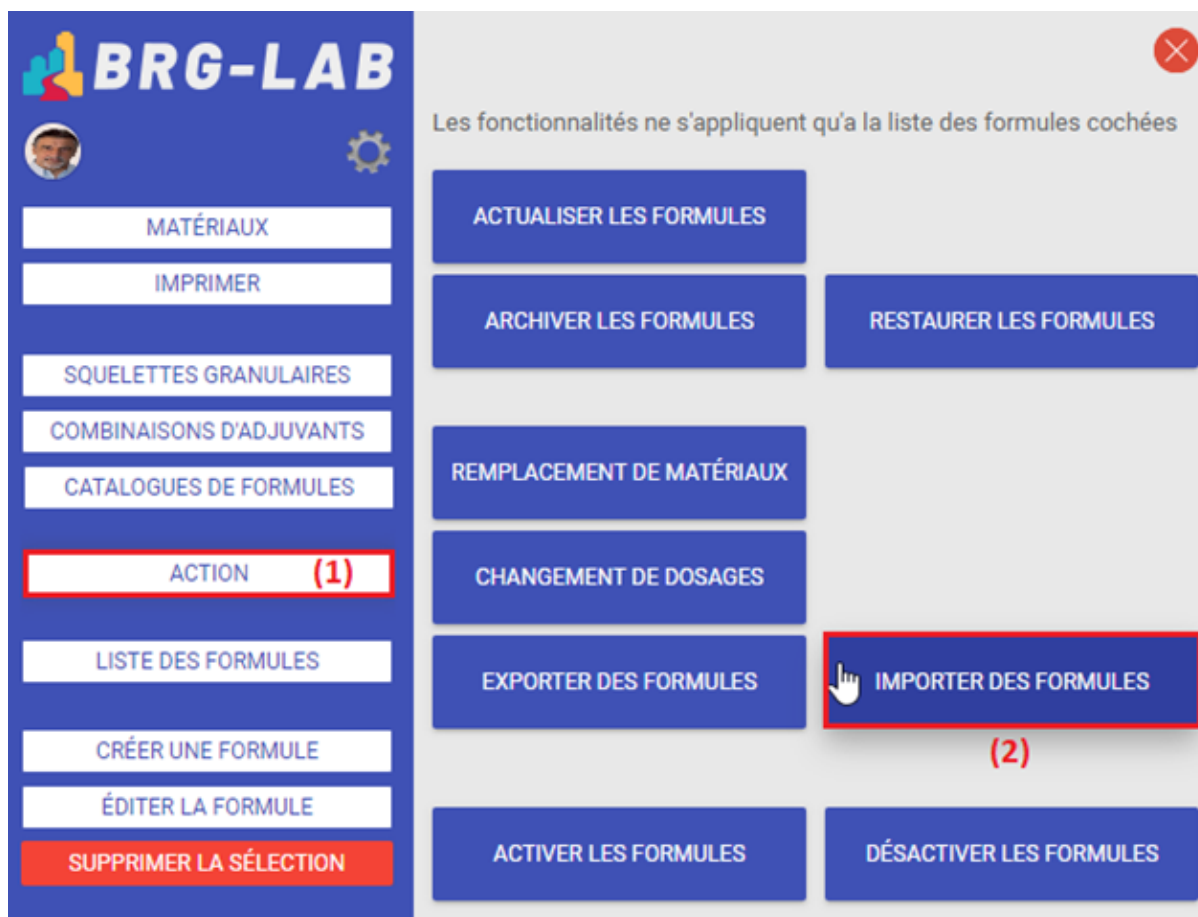 BRG-LAB
MATÉRIAUX
IMPRIMER
SQUELETTES GRANULAIRES
COMBINAISONS D'ADJUVANTS
CATALOGUES DE FORMULES
ACTION (1)
LISTE DES FORMULES
CRÉER UNE FORMULE
ÉDITER LA FORMULE
SUPPRIMER LA SÉLECTION
Les fonctionnalités ne s'appliquent qu'a la liste des formules cochées
ACTUALISER LES FORMULES
ARCHIVER LES FORMULES
RESTAURER LES FORMULES
REMPLACEMENT DE MATÉRIAUX
CHANGEMENT DE DOSAGES
EXPORTER DES FORMULES
IMPORTER DES FORMULES
(2)
ACTIVER LES FORMULES
DÉSACTIVER LES FORMULES